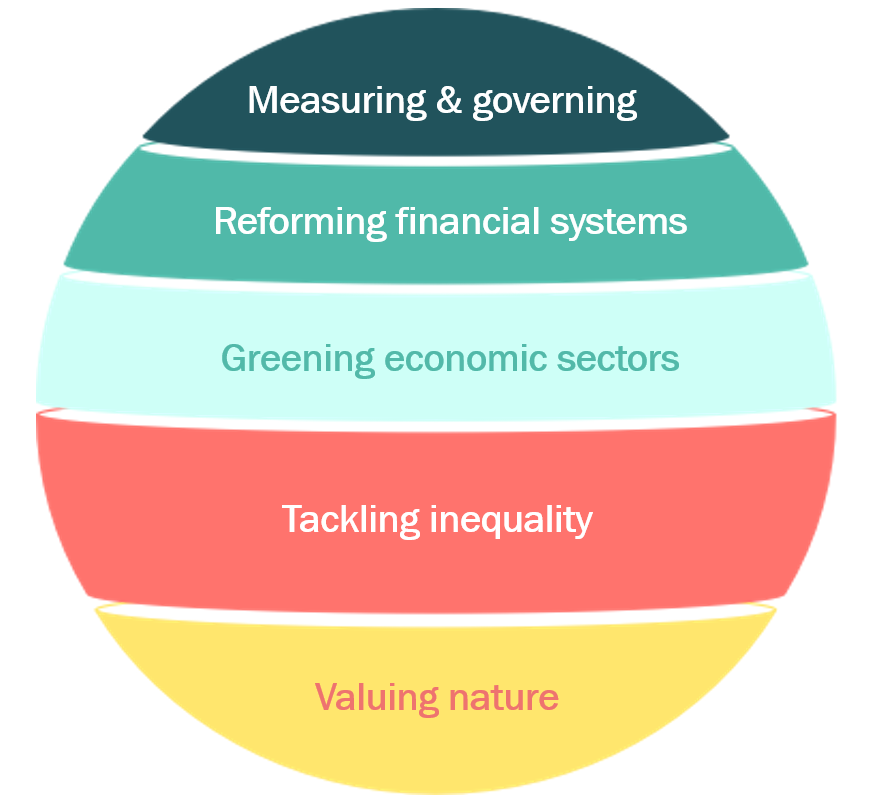 Measuring & governing
Reforming financial systems
Greening economic sectors
Tackling inequality
Valuing nature